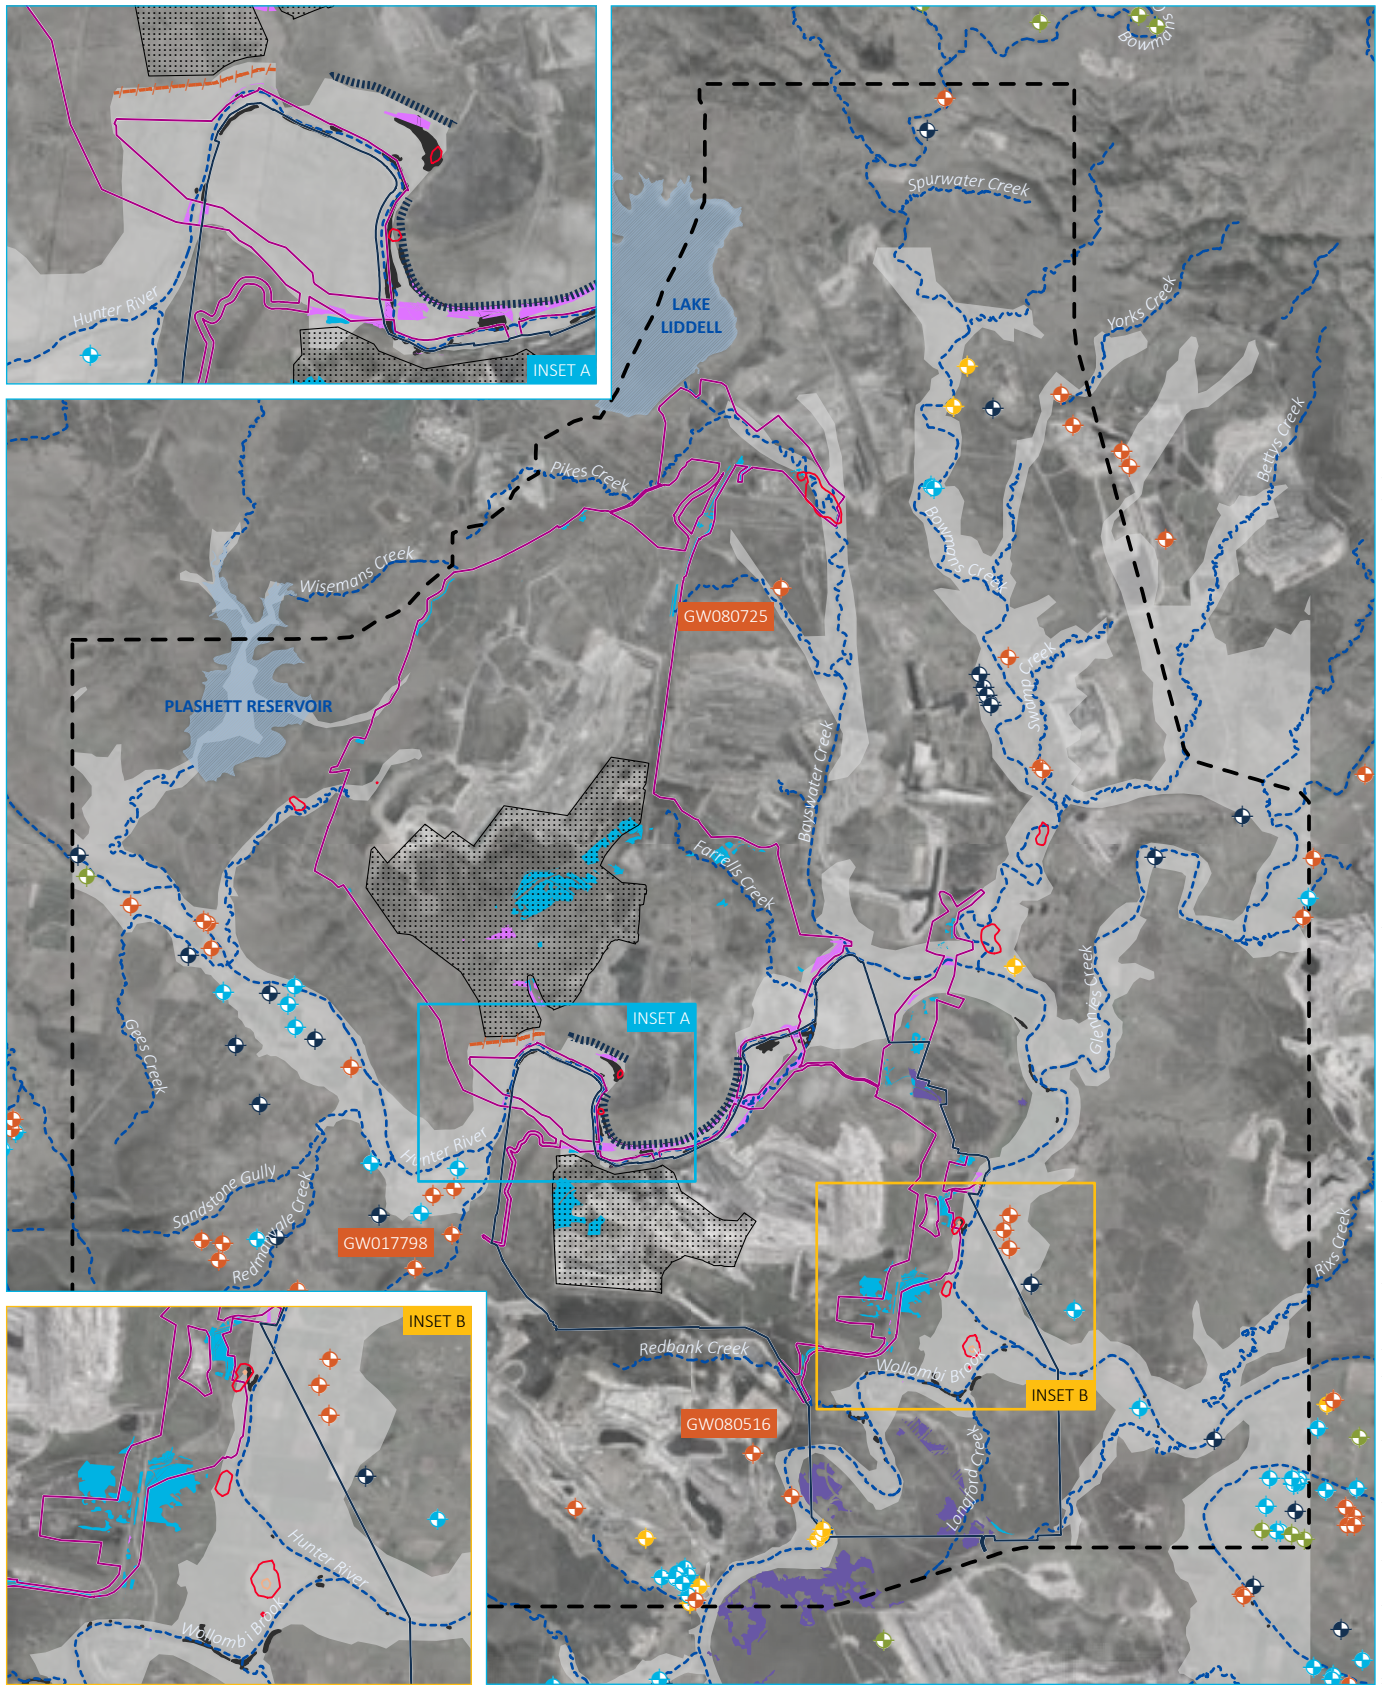 Bowmans
Hunter River
INSET A
Spurwater Creek
LAKE
LIDDELL
Yorks Creek
Bettys Creek
Pikes Creek
Wisemans Creek
Bowmans Creek
GW080725
Swamp Creek
PLASHETT RESERVOIR
Bayswater Creek
Farrells Creek
Glennies Creek
Gees Creek
INSET A
Hunter River
Sandstone Gully
Redmanvale Creek
GW017798
Rixs Creek
INSET B
Redbank Creek
Wollombi Brook
INSET B
GW080516
Longford Creek
Hunter River
Wollombi Brook